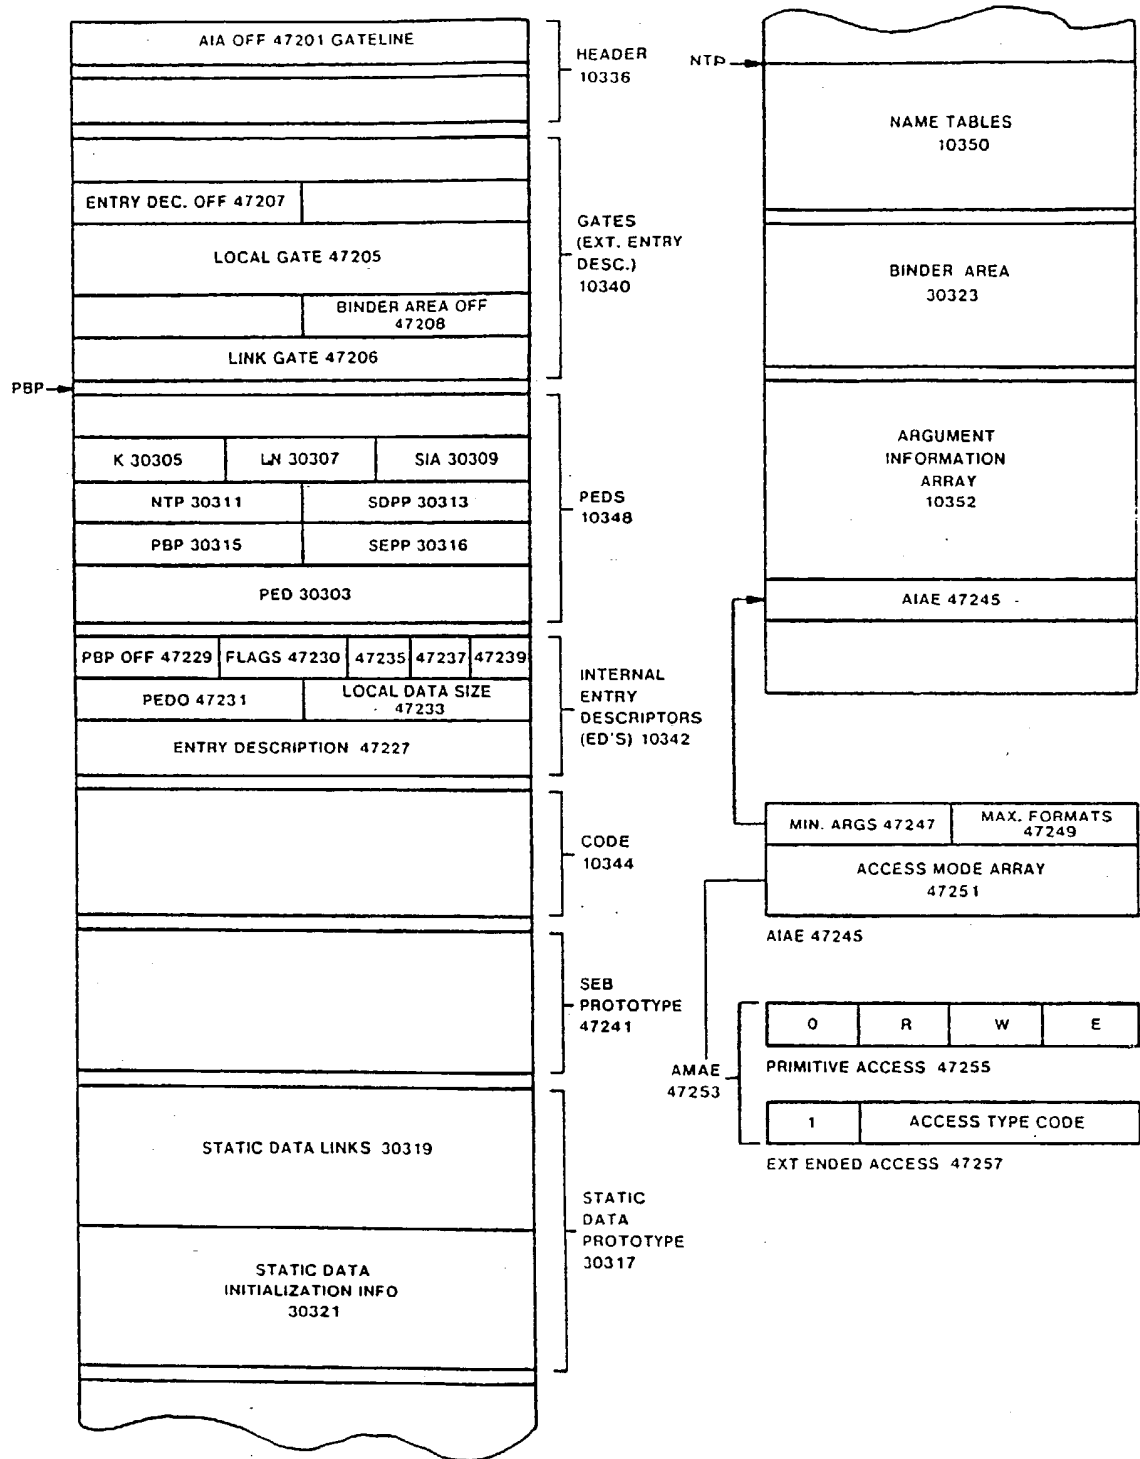 AIA OFF 47201 GATELINE
HEADER
10336
ENTRY DEC. OFF 47207
LOCAL GATE 47205
BINDER AREA OFF
47208
LINK GATE 47206
GATES
(EXT. ENTRY
DESC.)
10340
PBP
K 30305
LN 30307
SIA 30309
NTP 30311
SDPP 30313
PBP 30315
SEPP 30316
PED 30303
PEDS
10348
PBP OFF 47229
FLAGS 47230
47235
47237
47239
PEDO 47231
LOCAL DATA SIZE
47233
ENTRY DESCRIPTION 47227
INTERNAL
ENTRY
DESCRIPTORS
(ED'S) 10342
CODE
10344
SEB
PROTOTYPE
47241
STATIC DATA LINKS 30319
STATIC DATA
INITIALIZATION INFO
30321
STATIC
DATA
PROTOTYPE
30317
NTP
NAME TABLES
10350
BINDER AREA
30323
ARGUMENT
INFORMATION
ARRAY
10352
AIAE 47245
MIN. ARGS 47247
MAX. FORMATS
47249
ACCESS MODE ARRAY
47251
AIAE 47245
AMAE
47253
0
R
W
E
PRIMITIVE ACCESS 47255
1
ACCESS TYPE CODE
EXT ENDED ACCESS 47257